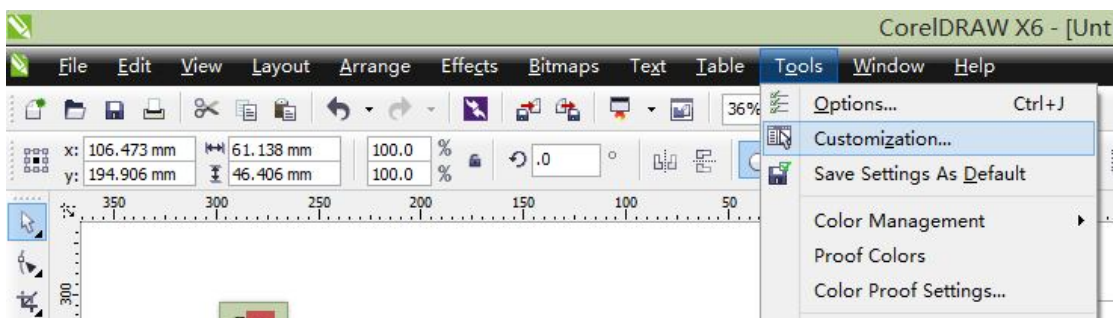 CorelDRAW X6 - [Unt
File Edit View Layout Arrange Effects Bitmaps Text Table Tools Window Help
36%
Options... Ctrl+J
Customization...
Save Settings As Default
Color Management
Proof Colors
Color Proof Settings...
x: 106.473 mm 61.138 mm 100.0 % .0 °
y: 194.906 mm 46.406 mm 100.0 %
350 300 250 200 150 100 50
300